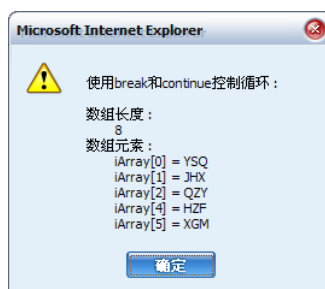 Microsoft Internet Explorer
使用break和continue控制循环：
数组长度：
8
数组元素：
iArray[0] = YSQ
iArray[1] = JHX
iArray[2] = QZY
iArray[4] = HZF
iArray[5] = XGM
确定